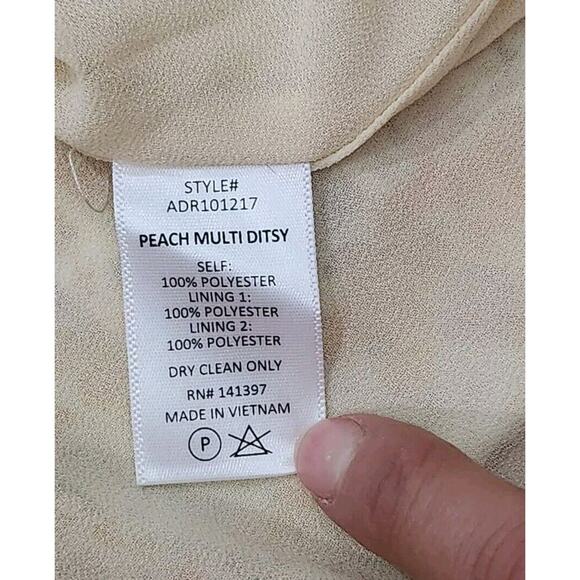 STYLE#
ADR101217
PEACH MULTI DITSY
SELF:
100% POLYESTER
LINING 1:
100% POLYESTER
LINING 2:
100% POLYESTER
DRY CLEAN ONLY
RN# 141397
MADE IN VIETNAM
P